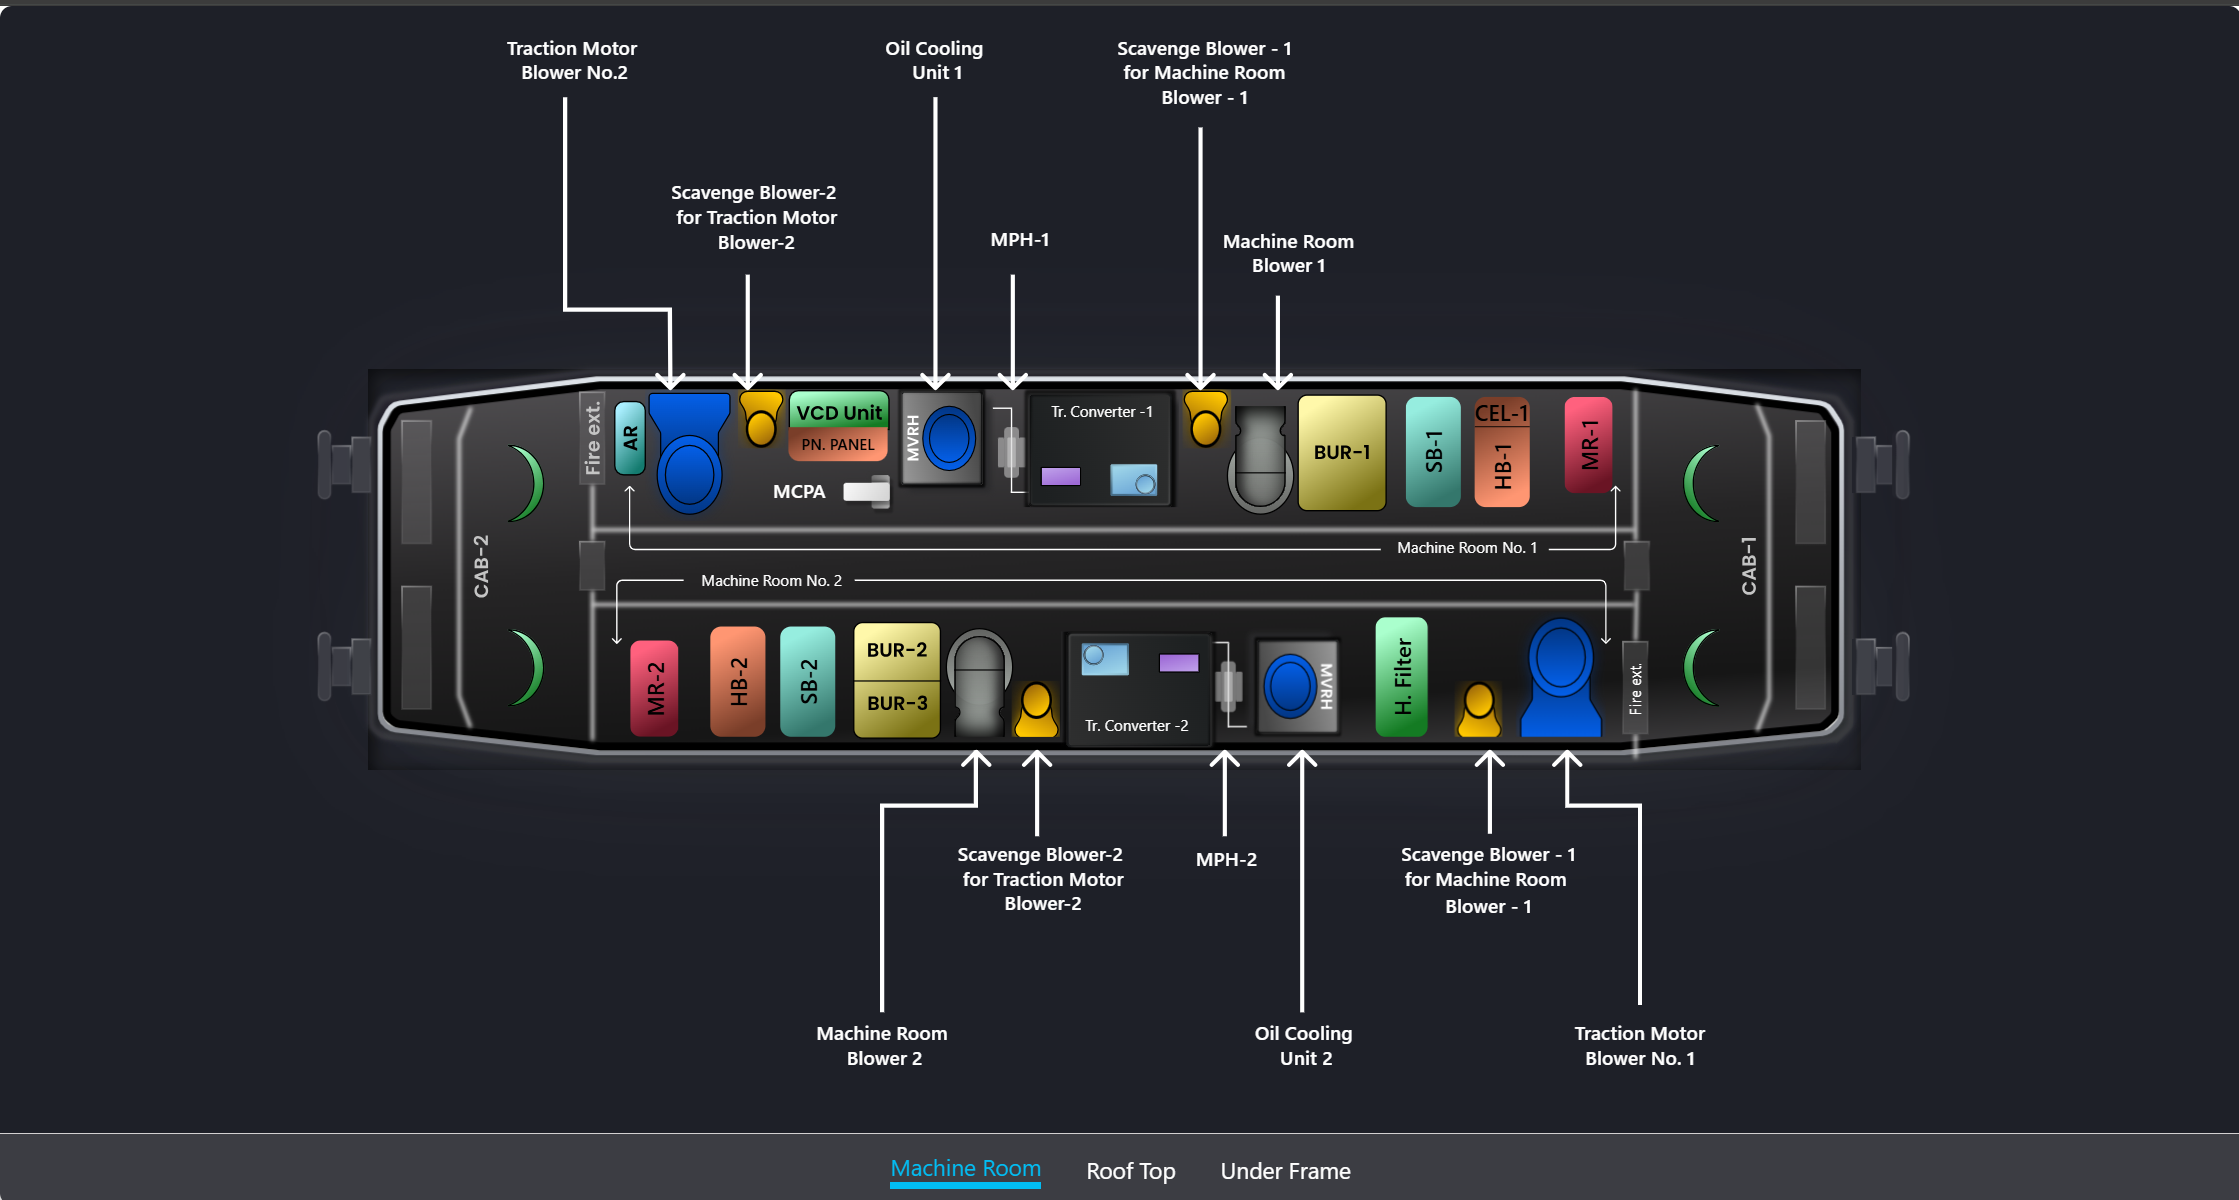 Traction Motor
Blower No.2
Oil Cooling
Unit 1
Scavenge Blower - 1
for Machine Room
Blower - 1
Scavenge Blower-2
for Traction Motor
Blower-2
MPH-1
Machine Room
Blower 1
Fire ext.
AR
VCD Unit
PN. PANEL
MCPA
MVRH
Tr. Converter -1
BUR-1
SB-1
CEL-1
HB-1
MR-1
CAB-2
CAB-1
Machine Room No. 1
Machine Room No. 2
MR-2
HB-2
SB-2
BUR-2
BUR-3
Tr. Converter -2
MVRH
H. Filter
Fire ext.
Scavenge Blower-2
for Traction Motor
Blower-2
MPH-2
Scavenge Blower - 1
for Machine Room
Blower - 1
Machine Room
Blower 2
Oil Cooling
Unit 2
Traction Motor
Blower No. 1
Machine Room
Roof Top
Under Frame